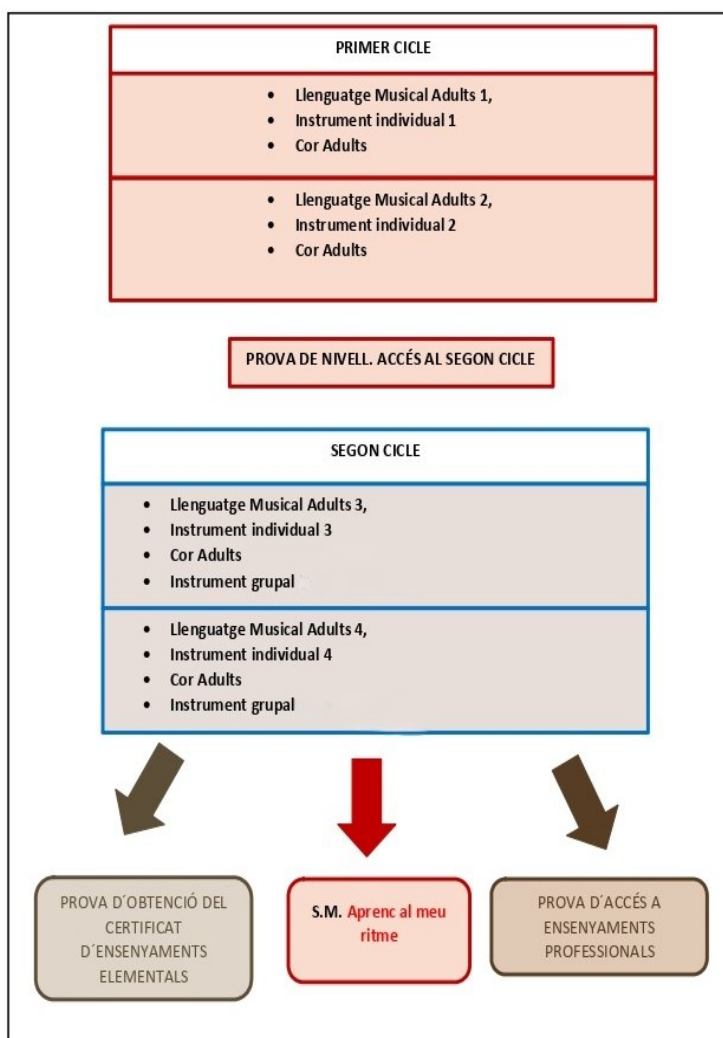 PRIMER CICLE
• Llenguatge Musical Adults 1,
• Instrument individual 1
• Cor Adults
• Llenguatge Musical Adults 2,
• Instrument individual 2
• Cor Adults
PROVA DE NIVELL. ACCÉS AL SEGON CICLE
SEGON CICLE
• Llenguatge Musical Adults 3,
• Instrument individual 3
• Cor Adults
• Instrument grupal
• Llenguatge Musical Adults 4,
• Instrument individual 4
• Cor Adults
• Instrument grupal
PROVA D´OBTENCIÓ DEL
CERTIFICAT
D´ENSENYAMENTS
ELEMENTALS
S.M. Aprenc al meu
ritme
PROVA D´ACCÉS A
ENSENYAMENTS
PROFESSIONALS